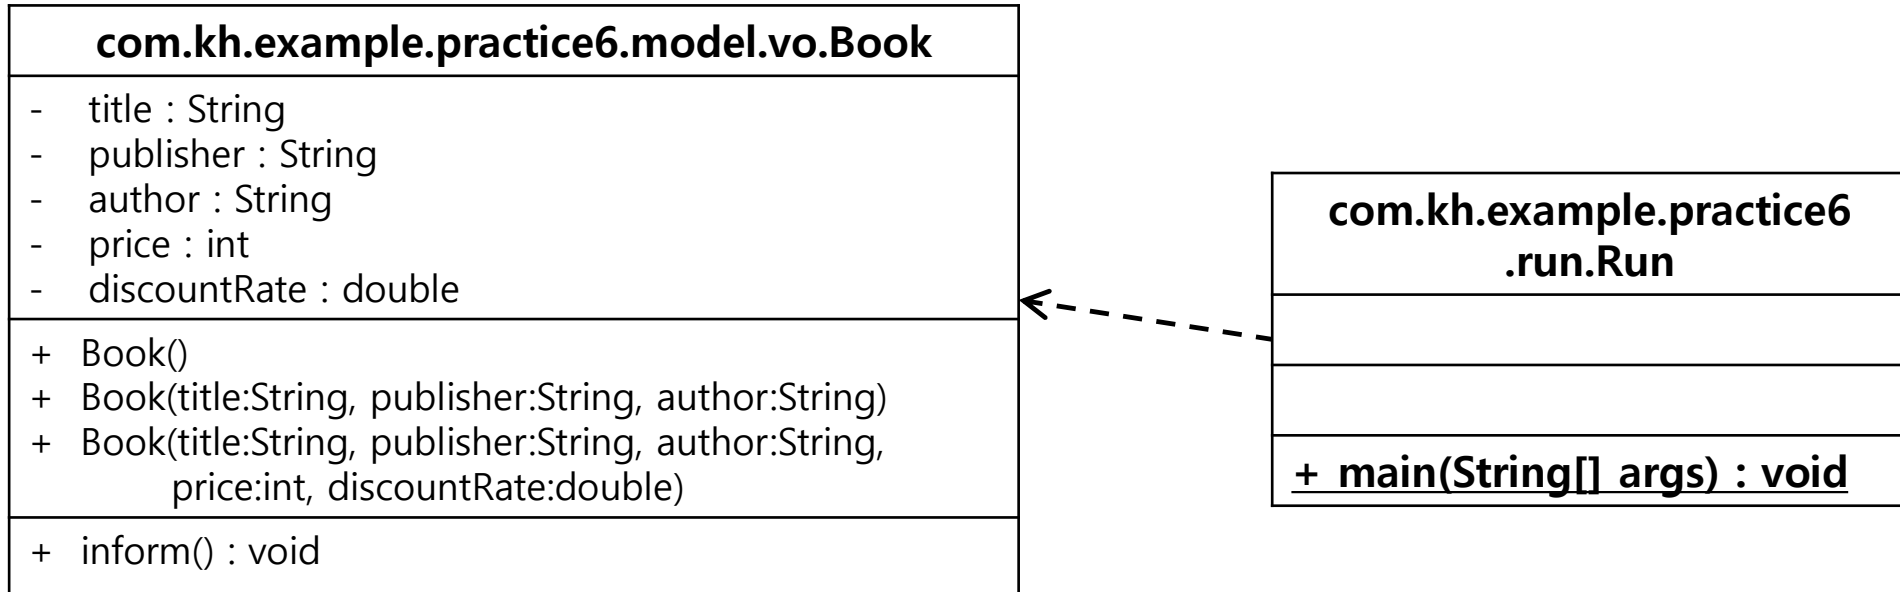 com.kh.example.practice6.model.vo.Book
- title : String
- publisher : String
- author : String
- price : int
- discountRate : double
+ Book()
+ Book(title:String, publisher:String, author:String)
+ Book(title:String, publisher:String, author:String,
price:int, discountRate:double)
+ inform() : void
com.kh.example.practice6
.run.Run
+ main(String[] args) : void